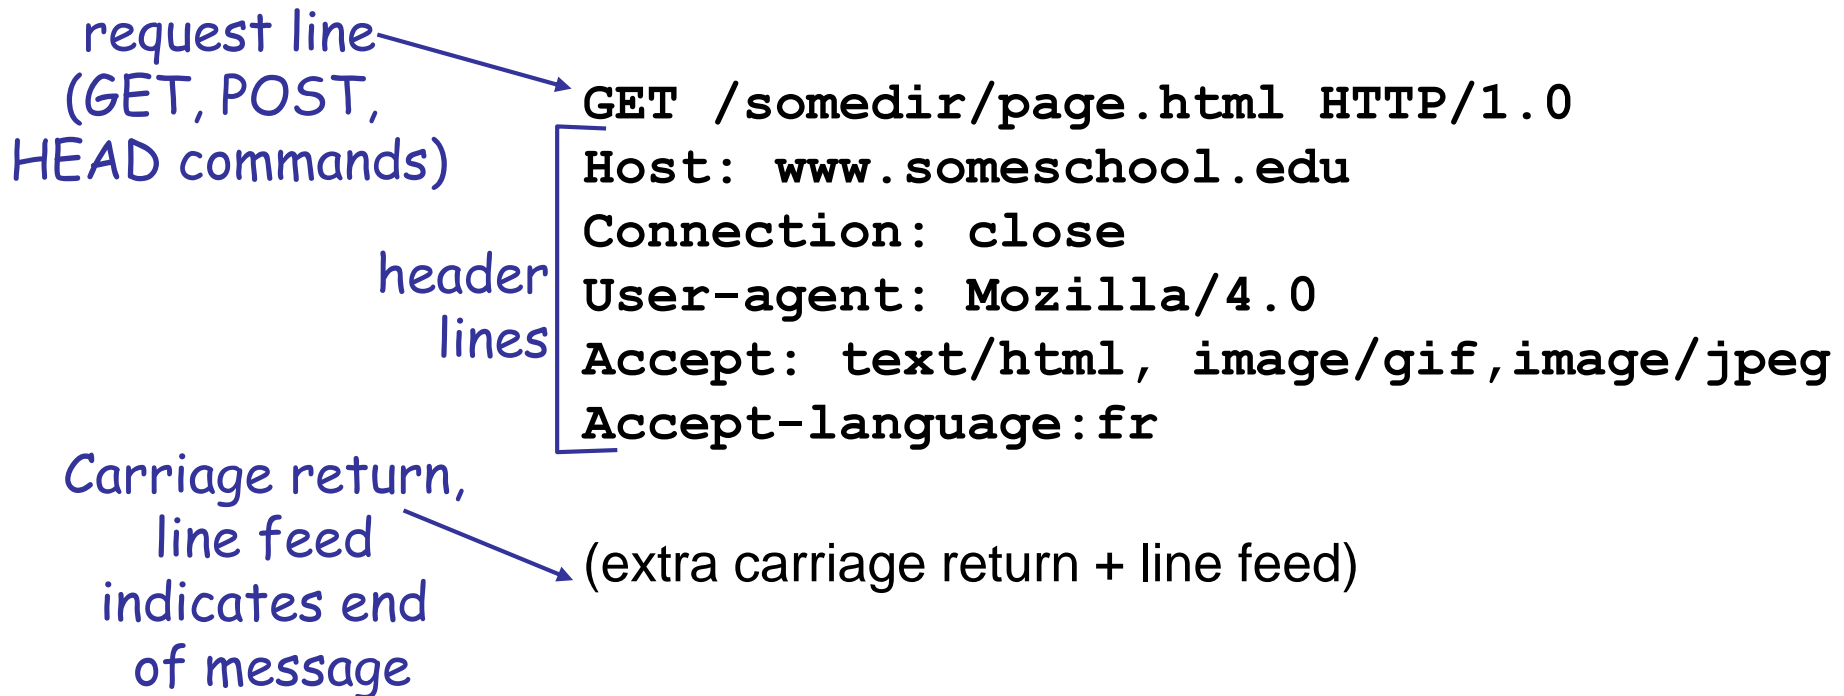 request line
(GET, POST,
HEAD commands)
GET /somedir/page.html HTTP/1.0
Host: www.someschool.edu
Connection: close
User-agent: Mozilla/4.0
Accept: text/html, image/gif,image/jpeg
Accept-language:fr
header
lines
Carriage return,
line feed
indicates end
of message
(extra carriage return + line feed)